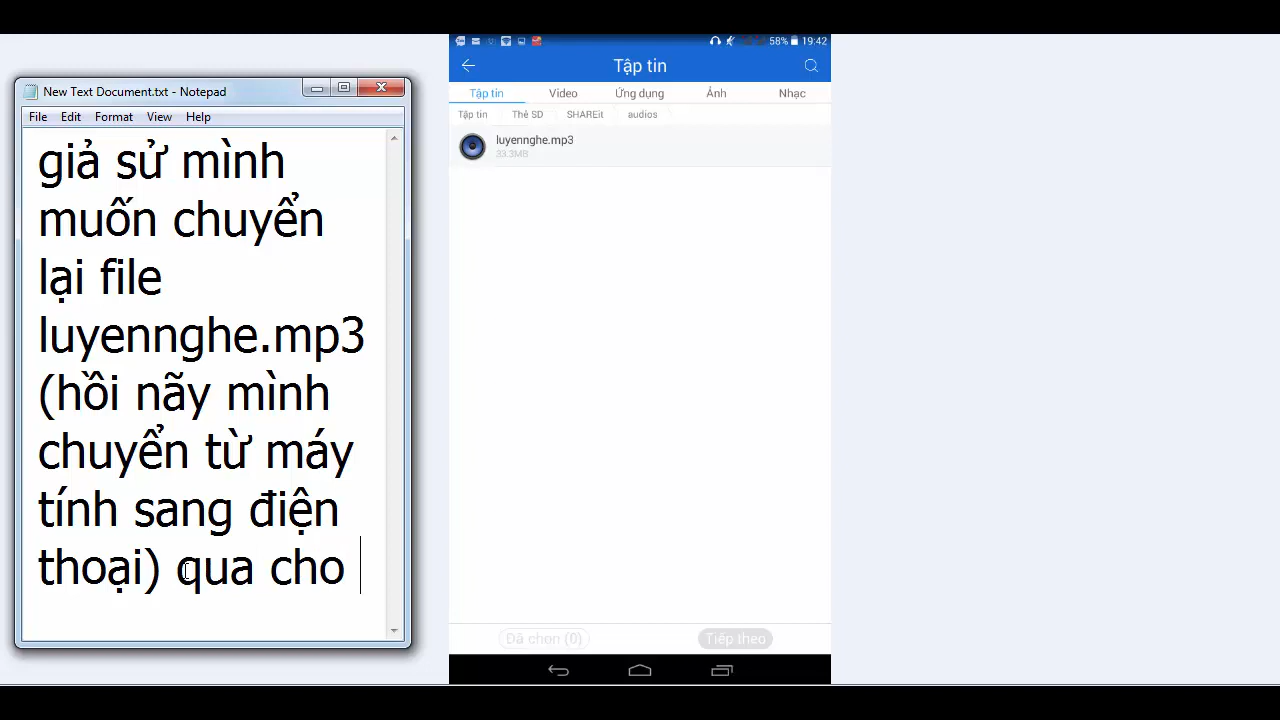 New Text Document.txt - Notepad
File Edit Format View Help
giả sử mình
muốn chuyển
lại file
luyennghe.mp3
(hồi nãy mình
chuyển từ máy
tính sang điện
thoại) qua cho
58% 19:42
Tập tin
Tập tin Video Ứng dụng Ảnh Nhạc
Tập tin Thẻ SD SHAREit audios
luyennghe.mp3
33.3MB
Đã chọn (0) Tiếp theo